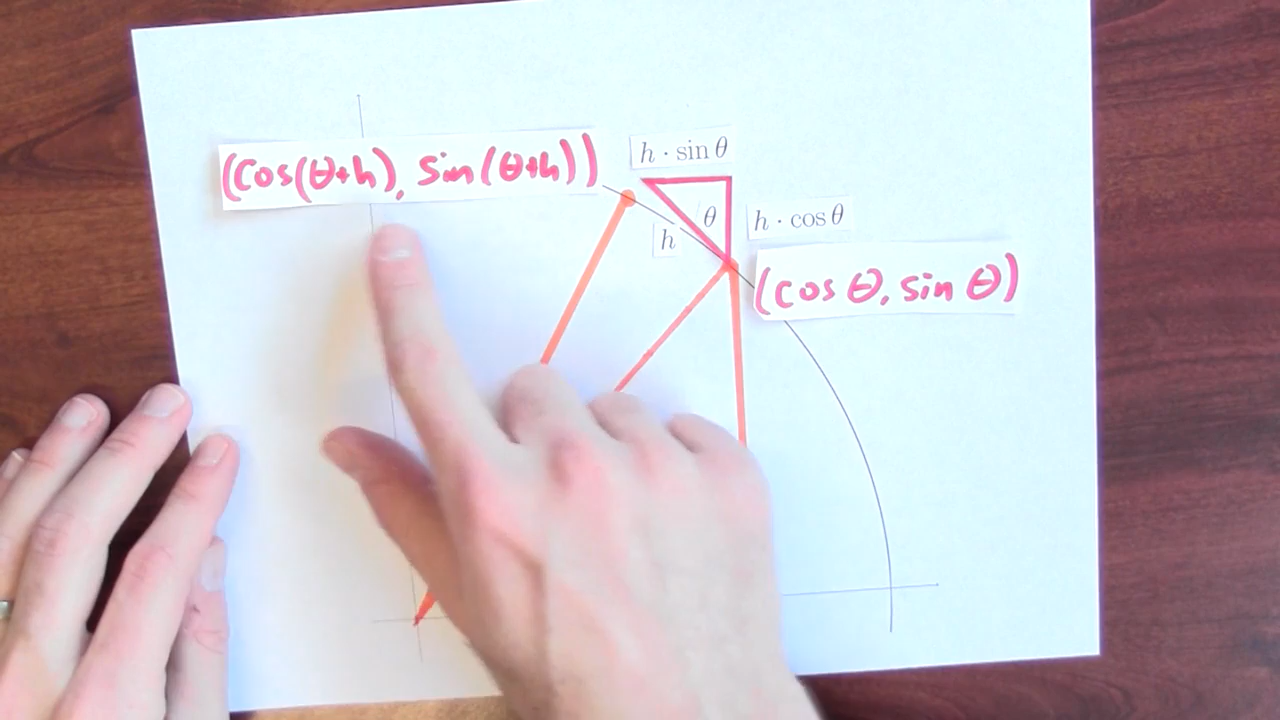 h · sin θ
(cos(θ+h), sin(θ+h))
θ
h · cos θ
h
(cos θ, sin θ)